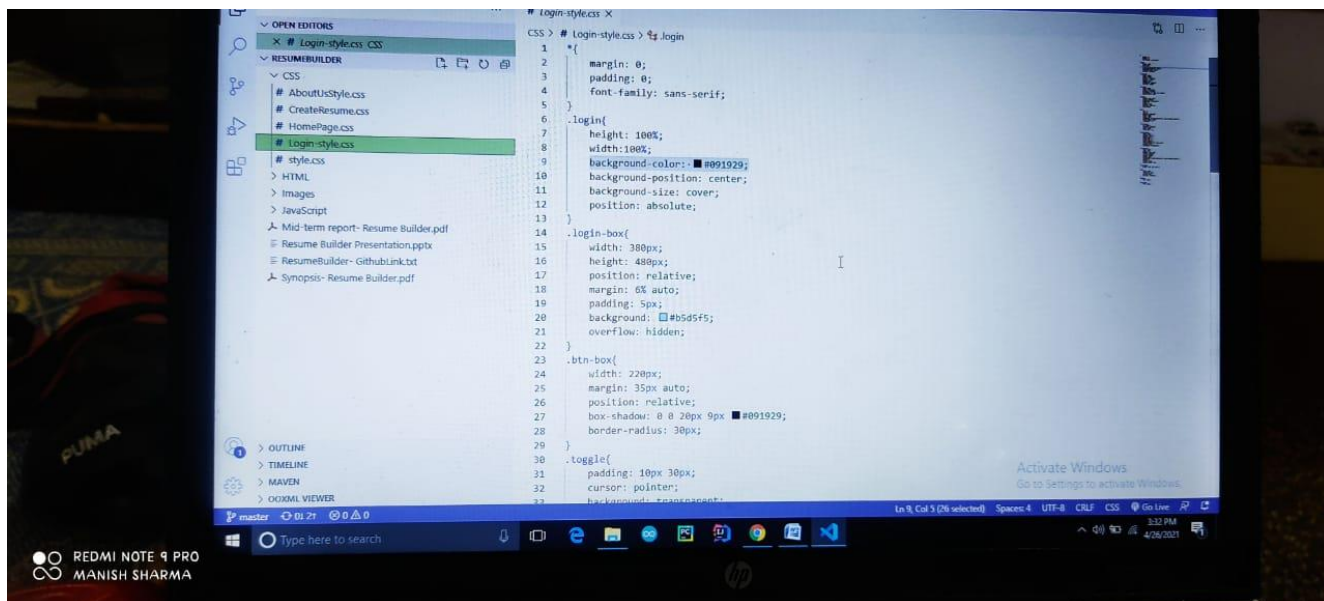 # Login-style.css ×
OPEN EDITORS
× # Login-style.css CSS
RESUMEBUILDER
CSS
# AboutUsStyle.css
# CreateResume.css
# HomePage.css
# Login-style.css
# style.css
> HTML
> Images
> JavaScript
Mid-term report- Resume Builder.pdf
Resume Builder Presentation.pptx
ResumeBuilder- GithubLink.txt
Synopsis- Resume Builder.pdf
> OUTLINE
> TIMELINE
> MAVEN
> OOXML VIEWER
CSS > # Login-style.css > .login
1 *{
2 margin: 0;
3 padding: 0;
4 font-family: sans-serif;
5 }
6 .login{
7 height: 100%;
8 width:100%;
9 background-color: #091929;
10 background-position: center;
11 background-size: cover;
12 position: absolute;
13 }
14 .login-box{
15 width: 380px;
16 height: 480px;
17 position: relative;
18 margin: 6% auto;
19 padding: 5px;
20 background: #b5d5f5;
21 overflow: hidden;
22 }
23 .btn-box{
24 width: 220px;
25 margin: 35px auto;
26 position: relative;
27 box-shadow: 0 0 20px 9px #091929;
28 border-radius: 30px;
29 }
30 .toggle{
31 padding: 10px 30px;
32 cursor: pointer;
33 background: transparent;
Activate Windows
Go to Settings to activate Windows.
master 0↓ 2↑ 0 0
Ln 9, Col 5 (26 selected) Spaces: 4 UTF-8 CRLF CSS Go Live
Type here to search
3:32 PM
4/26/2021
hp
PUMA
REDMI NOTE 9 PRO
MANISH SHARMA